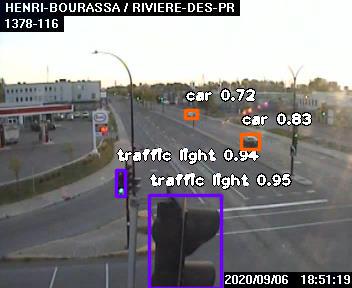 HENRI-BOURASSA / RIVIERE-DES-PR
1378-116
car 0.72
car 0.83
traffic light 0.94
traffic light 0.95
2020/09/06 18:51:19